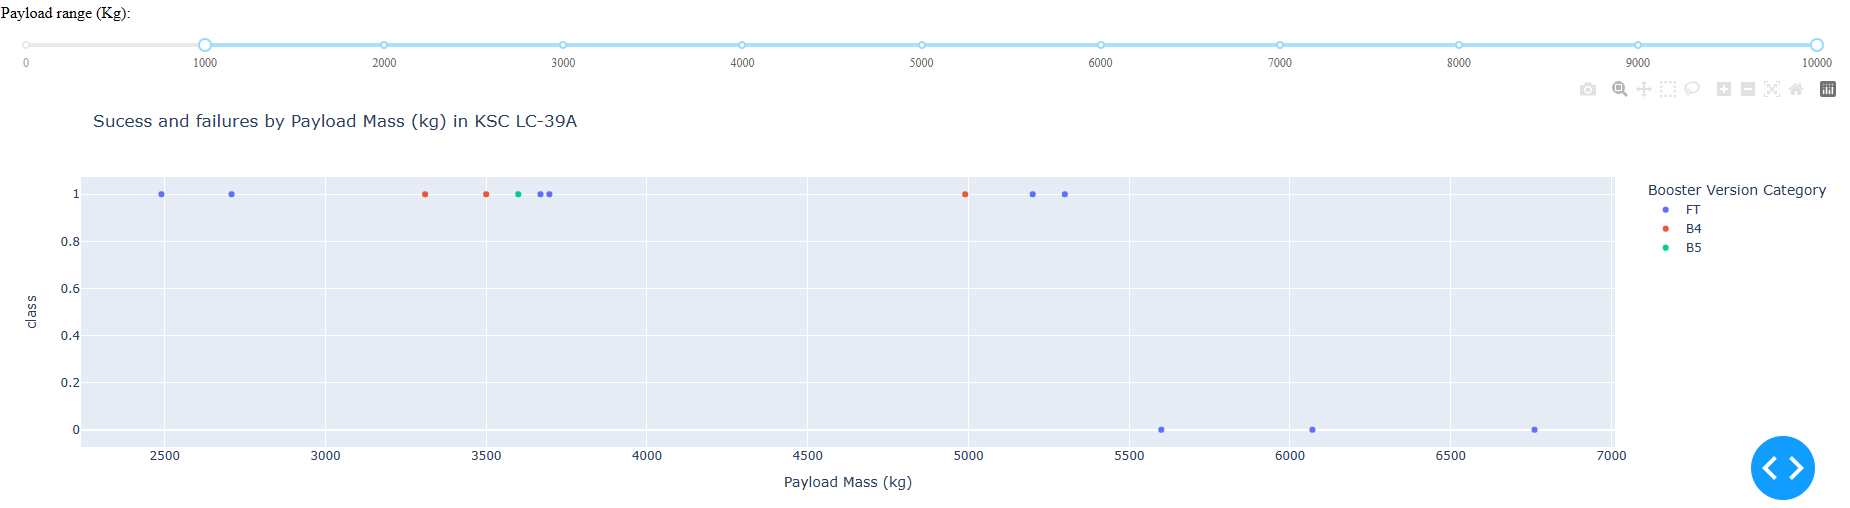 Payload range (Kg):
0 1000 2000 3000 4000 5000 6000 7000 8000 9000 10000
Sucess and failures by Payload Mass (kg) in KSC LC-39A
1
0.8
0.6
0.4
0.2
0
class
2500 3000 3500 4000 4500 5000 5500 6000 6500 7000
Payload Mass (kg)
Booster Version Category
FT
B4
B5